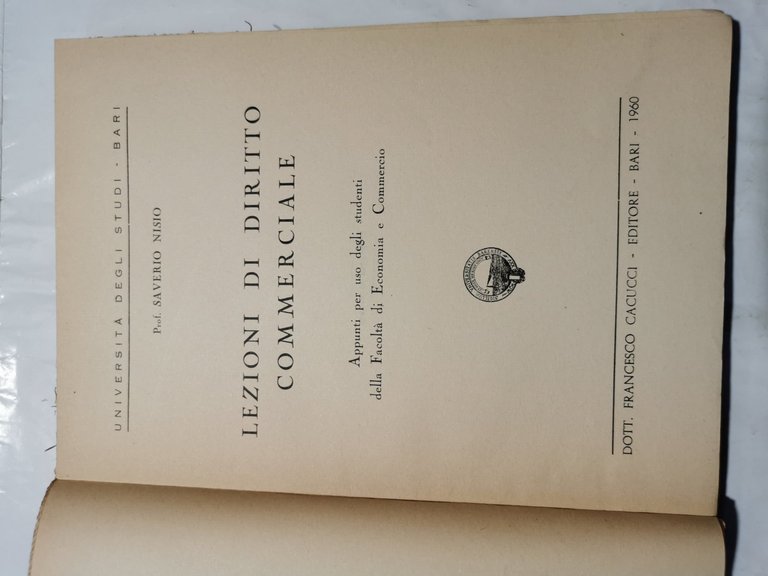 UNIVERSITÀ DEGLI STUDI - BARI
Prof. SAVERIO NISIO
LEZIONI DI DIRITTO
COMMERCIALE
Appunti per uso degli studenti
della Facoltà di Economia e Commercio
DOTT. FRANCESCO CACUCCI - EDITORE - BARI - 1960